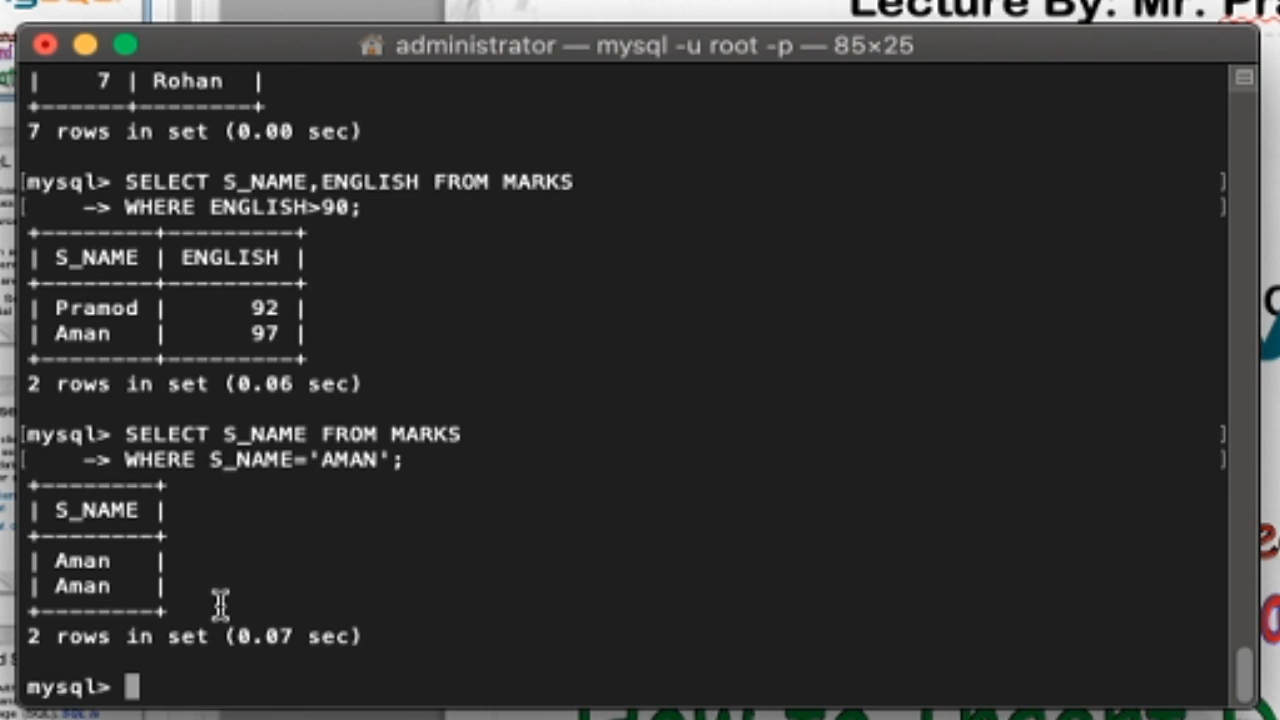 Lecture By: Mr.
administrator — mysql -u root -p — 85×25
|    7 | Rohan  |
+------+--------+
7 rows in set (0.00 sec)
[mysql> SELECT S_NAME,ENGLISH FROM MARKS ]
[    -> WHERE ENGLISH>90; ]
+--------+---------+
| S_NAME | ENGLISH |
+--------+---------+
| Pramod |      92 |
| Aman   |      97 |
+--------+---------+
2 rows in set (0.06 sec)
[mysql> SELECT S_NAME FROM MARKS ]
[    -> WHERE S_NAME='AMAN'; ]
+--------+
| S_NAME |
+--------+
| Aman   |
| Aman   |
+--------+
2 rows in set (0.07 sec)
mysql>